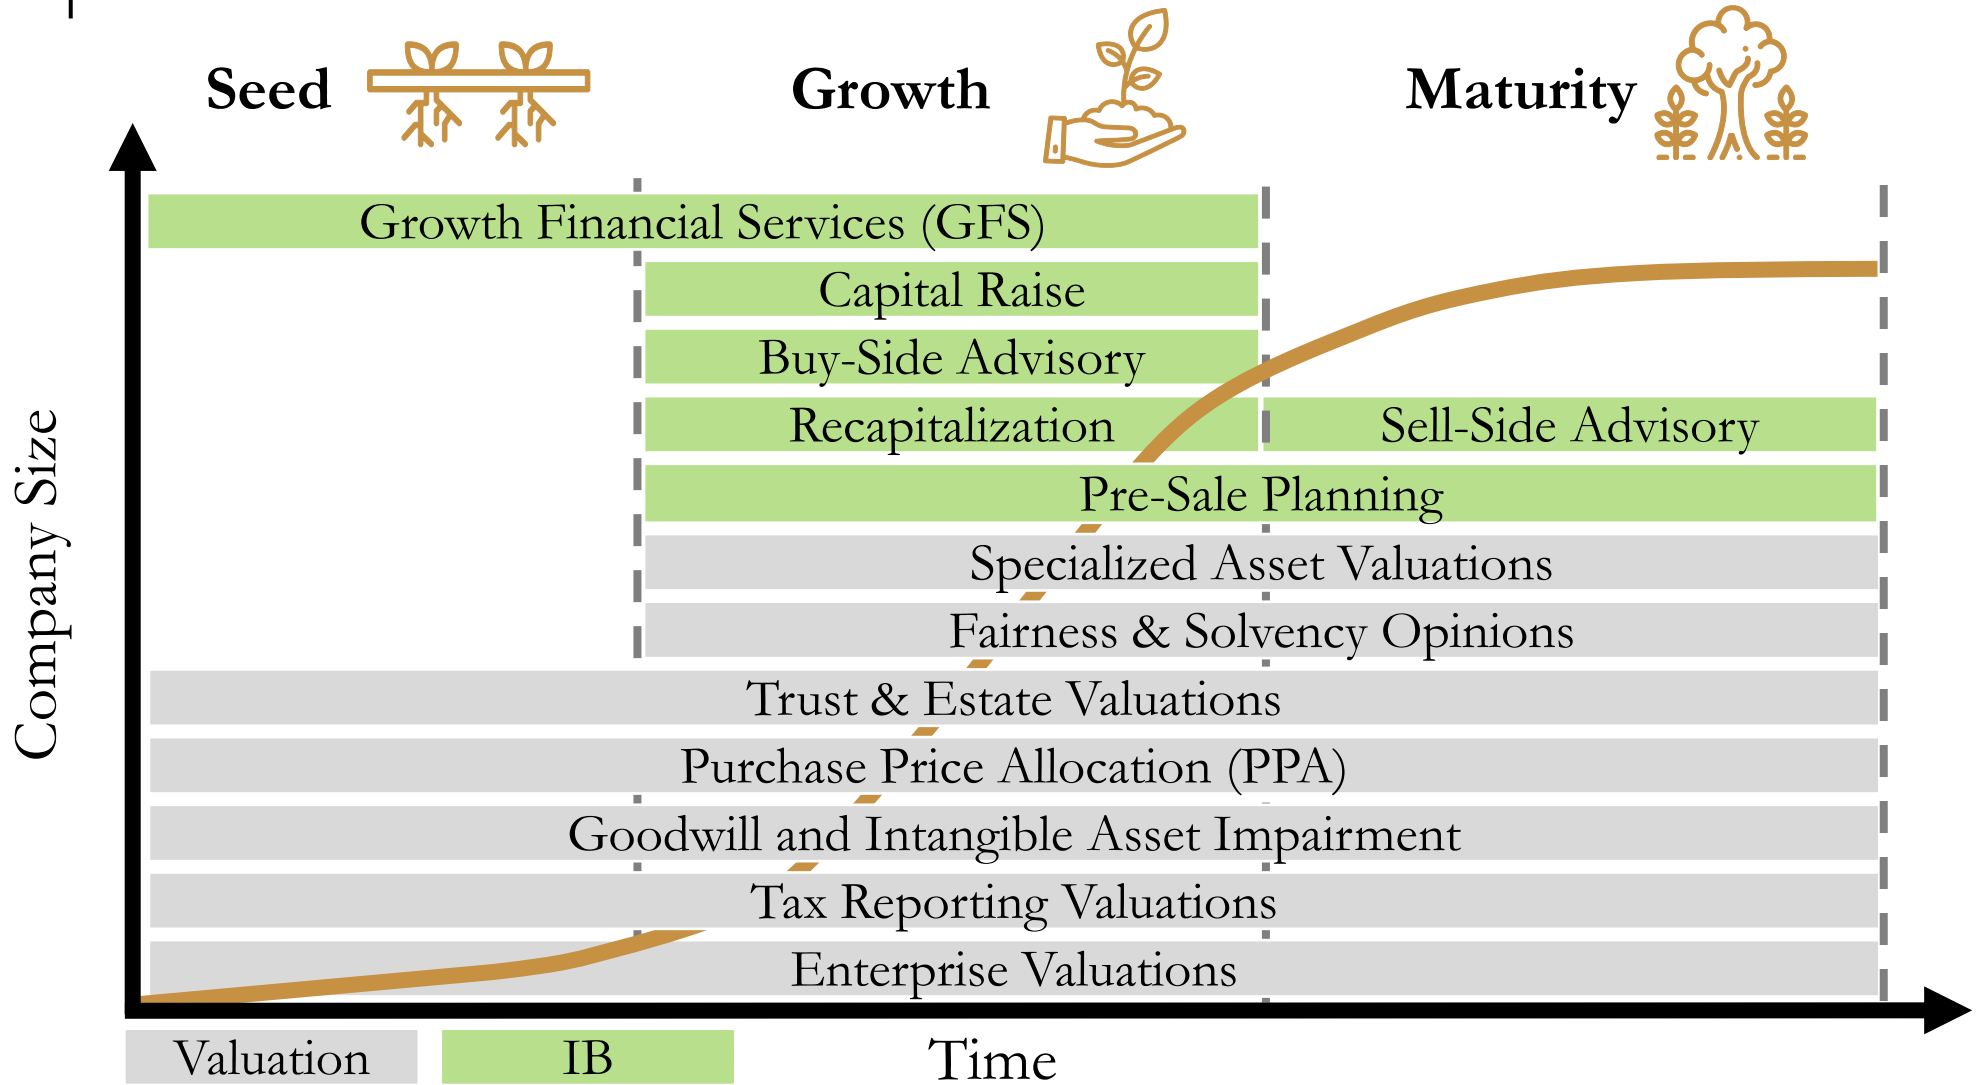 Seed
Growth
Maturity
Growth Financial Services (GFS)
Capital Raise
Buy-Side Advisory
Recapitalization
Sell-Side Advisory
Pre-Sale Planning
Specialized Asset Valuations
Fairness & Solvency Opinions
Trust & Estate Valuations
Purchase Price Allocation (PPA)
Goodwill and Intangible Asset Impairment
Tax Reporting Valuations
Enterprise Valuations
Company Size
Valuation
IB
Time